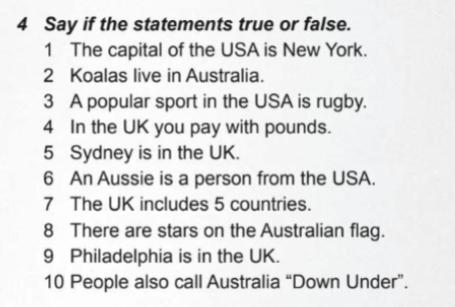 4 Say if the statements true or false.
1 The capital of the USA is New York.
2 Koalas live in Australia.
3 A popular sport in the USA is rugby.
4 In the UK you pay with pounds.
5 Sydney is in the UK.
6 An Aussie is a person from the USA.
7 The UK includes 5 countries.
8 There are stars on the Australian flag.
9 Philadelphia is in the UK.
10 People also call Australia “Down Under”.